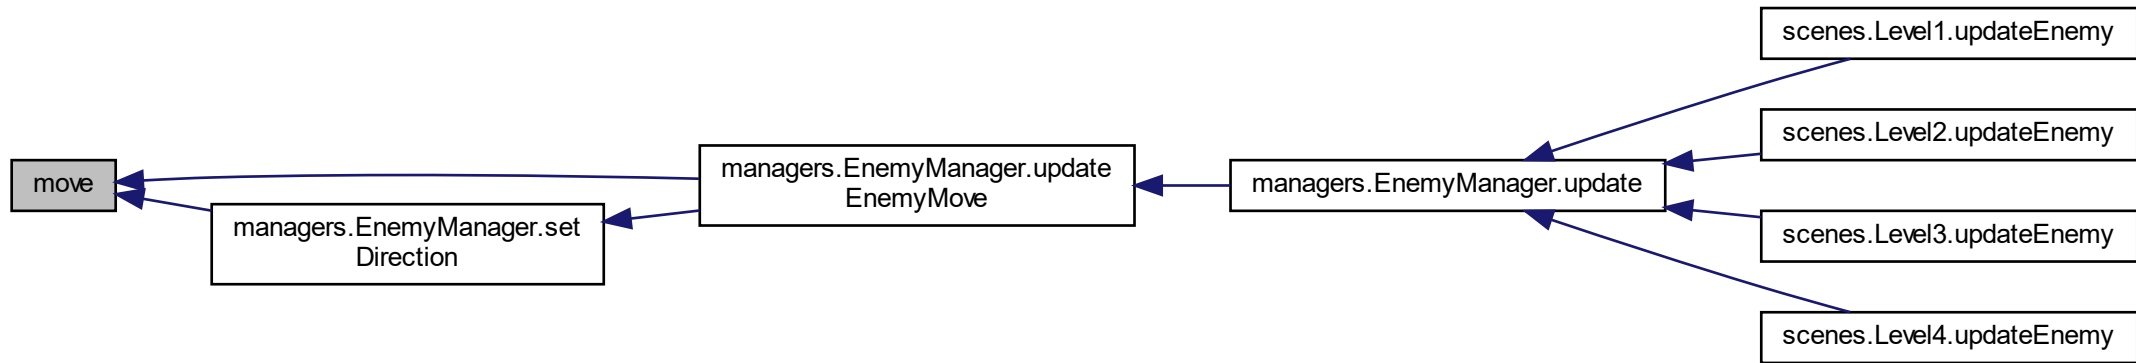 move
managers.EnemyManager.set
Direction
managers.EnemyManager.update
EnemyMove
managers.EnemyManager.update
scenes.Level1.updateEnemy
scenes.Level2.updateEnemy
scenes.Level3.updateEnemy
scenes.Level4.updateEnemy